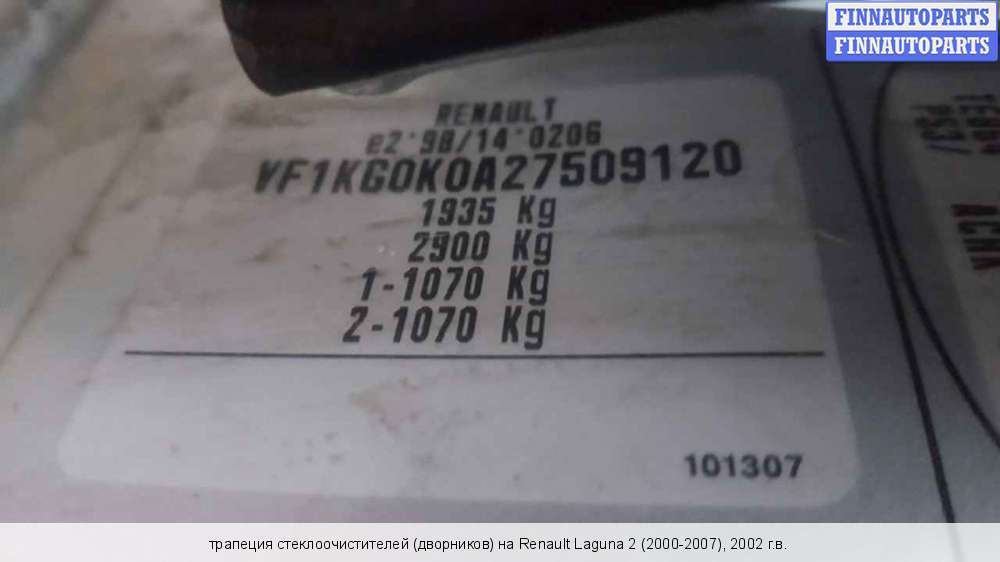 FINNAUTOPARTS
FINNAUTOPARTS
RENAULT
e2*98/14*0206
VF1KG0K0A27509120
1935 Kg
2900 Kg
1-1070 Kg
2-1070 Kg
101307
трапеция стеклоочистителей (дворников) на Renault Laguna 2 (2000-2007), 2002 г.в.